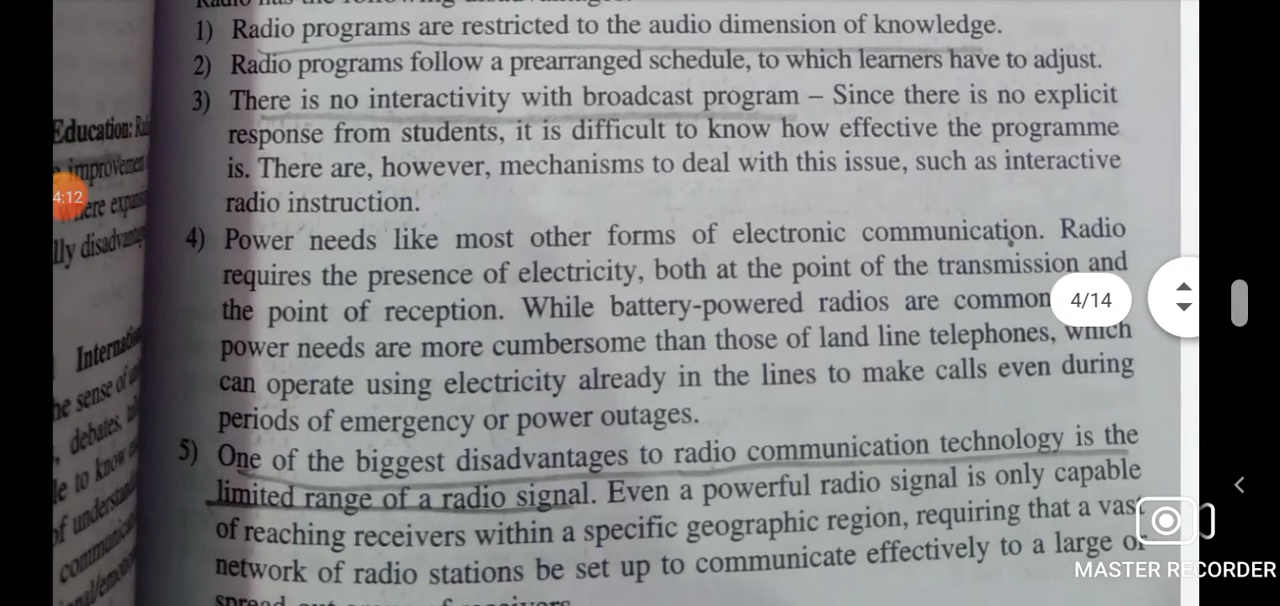 1) Radio programs are restricted to the audio dimension of knowledge.
2) Radio programs follow a prearranged schedule, to which learners have to adjust.
3) There is no interactivity with broadcast program – Since there is no explicit
response from students, it is difficult to know how effective the programme
is. There are, however, mechanisms to deal with this issue, such as interactive
radio instruction.
4) Power needs like most other forms of electronic communication. Radio
requires the presence of electricity, both at the point of the transmission and
the point of reception. While battery-powered radios are common
power needs are more cumbersome than those of land line telephones, which
can operate using electricity already in the lines to make calls even during
periods of emergency or power outages.
5) One of the biggest disadvantages to radio communication technology is the
limited range of a radio signal. Even a powerful radio signal is only capable
of reaching receivers within a specific geographic region, requiring that a vast
network of radio stations be set up to communicate effectively to a large or
Education:
improvement
4:12
Internation
he sense of
debates,
to know
of understand
communica
4/14
MASTER RECORDER